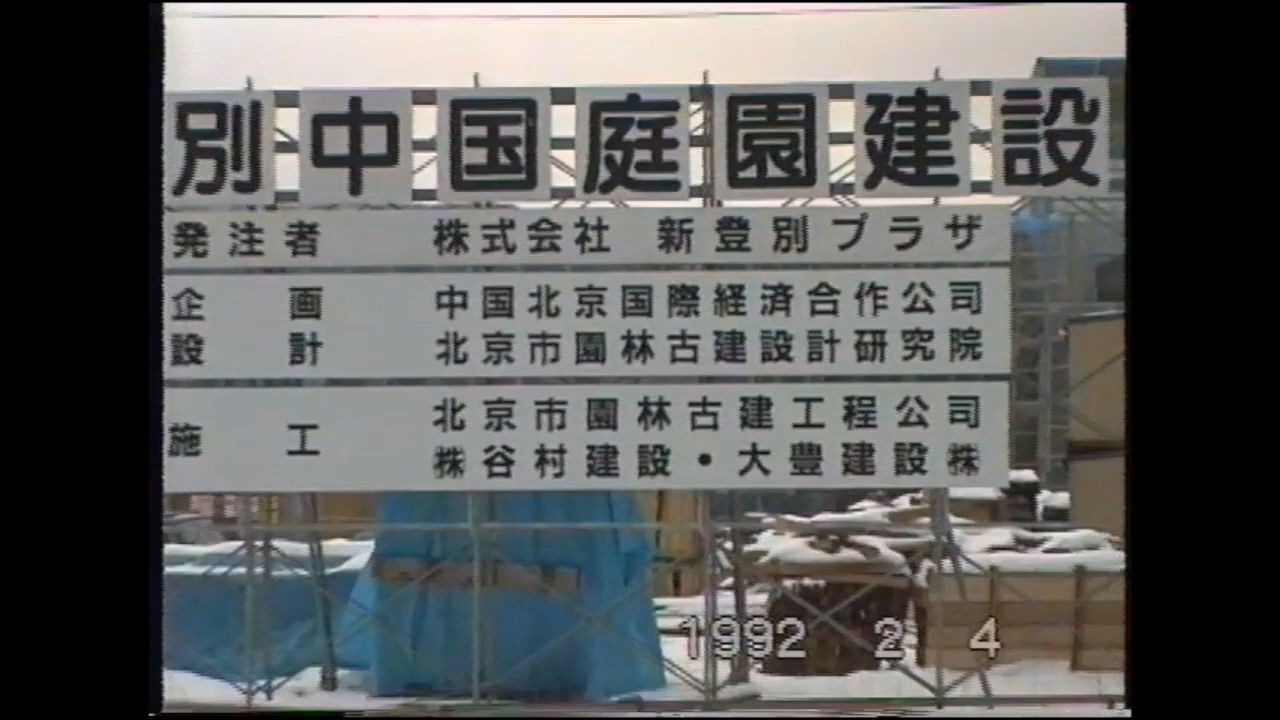 別中国庭園建設
発注者 株式会社 新登別プラザ
企画 中国北京国際経済合作公司
設計 北京市園林古建設計研究院
施工 北京市園林古建工程公司
㈱谷村建設・大豊建設㈱
1992 2 4